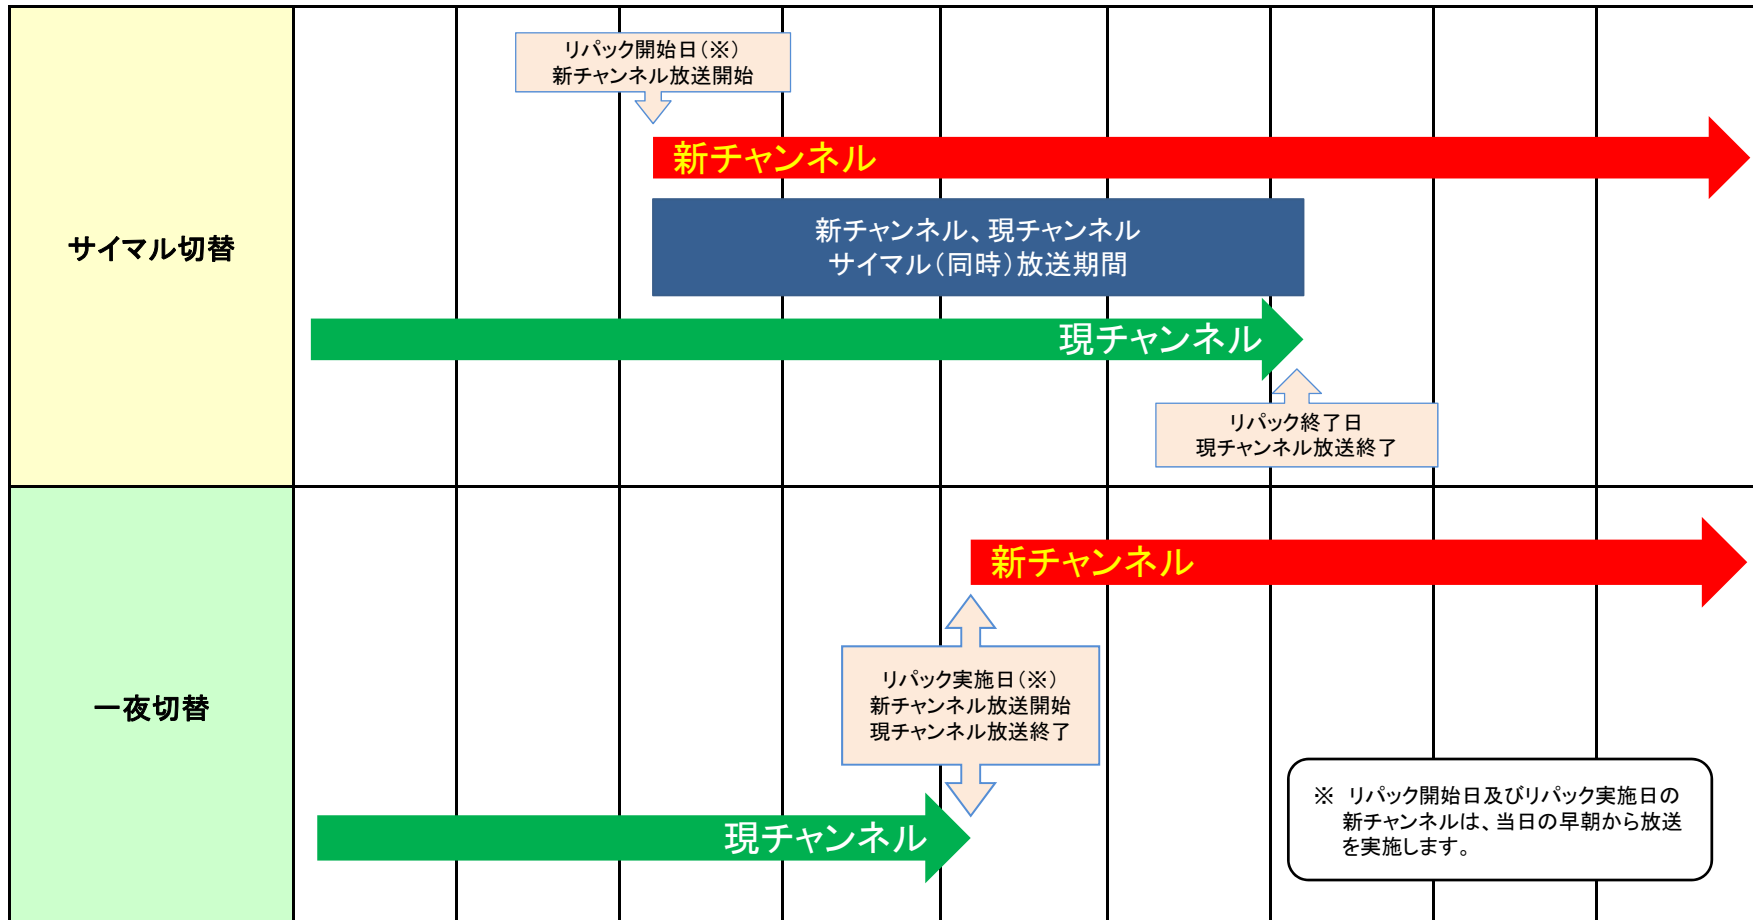 サイマル切替
リパック開始日(※)
新チャンネル放送開始
新チャンネル
新チャンネル、現チャンネル
サイマル(同時)放送期間
現チャンネル
リパック終了日
現チャンネル放送終了
一夜切替
新チャンネル
リパック実施日(※)
新チャンネル放送開始
現チャンネル放送終了
現チャンネル
※ リパック開始日及びリパック実施日の
新チャンネルは、当日の早朝から放送
を実施します。